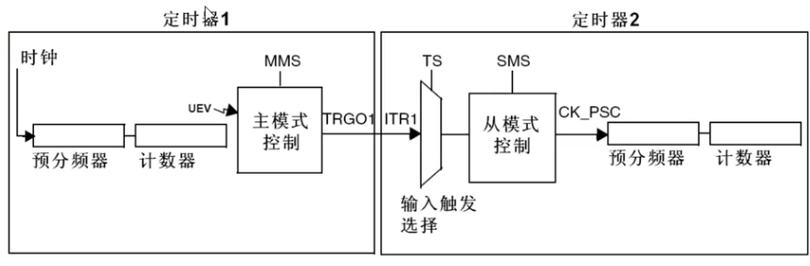 定时器1
定时器2
时钟
MMS
TS
SMS
UEV
主模式
控制
TRGO1
ITR1
从模式
控制
CK_PSC
预分频器
计数器
预分频器
计数器
输入触发
选择